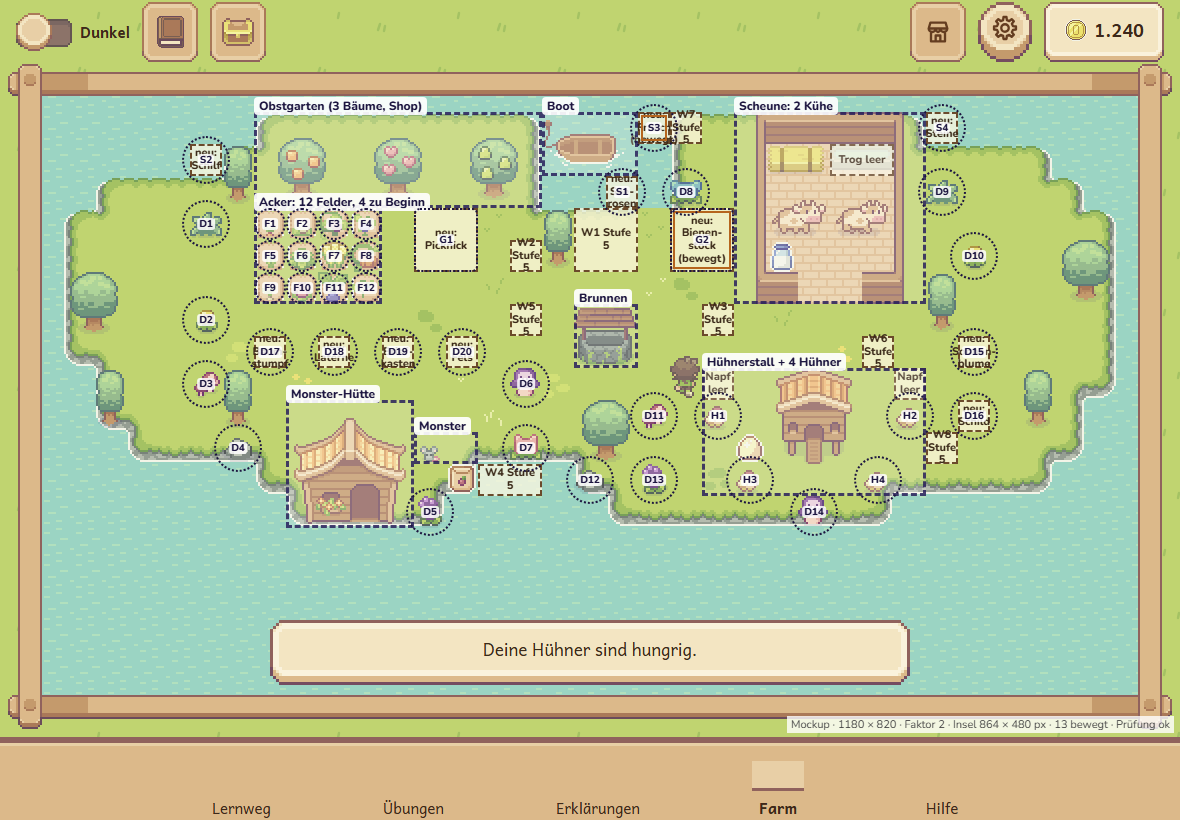 Dunkel
1.240
Obstgarten (3 Bäume, Shop)
Boot
Scheune: 2 Kühe
S3
W7
Stufe
5
S4
S2
Trog leer
S1
D8
D9
Acker: 12 Felder, 4 zu Beginn
D1
F1 F2 F3 F4
F5 F6 F7 F8
F9 F10 F11 F12
neu:
G1
W2
Stufe
5
W1 Stufe
5
neu:
Bienen-
stock
(bewegt)
G2
D10
D2
Brunnen
W5
Stufe
5
W3
Stufe
5
D17
D18
D19
D20
W6
Stufe
5
D15
Hühnerstall + 4 Hühner
Napf
leer
Napf
leer
D3
Monster-Hütte
D6
Monster
D11
H1
H2
D16
D4
D7
W8
Stufe
5
W4 Stufe
5
D12
D13
H3
H4
D5
D14
Deine Hühner sind hungrig.
Mockup · 1180 × 820 · Faktor 2 · Insel 864 × 480 px · 13 bewegt · Prüfung ok
Lernweg
Übungen
Erklärungen
Farm
Hilfe